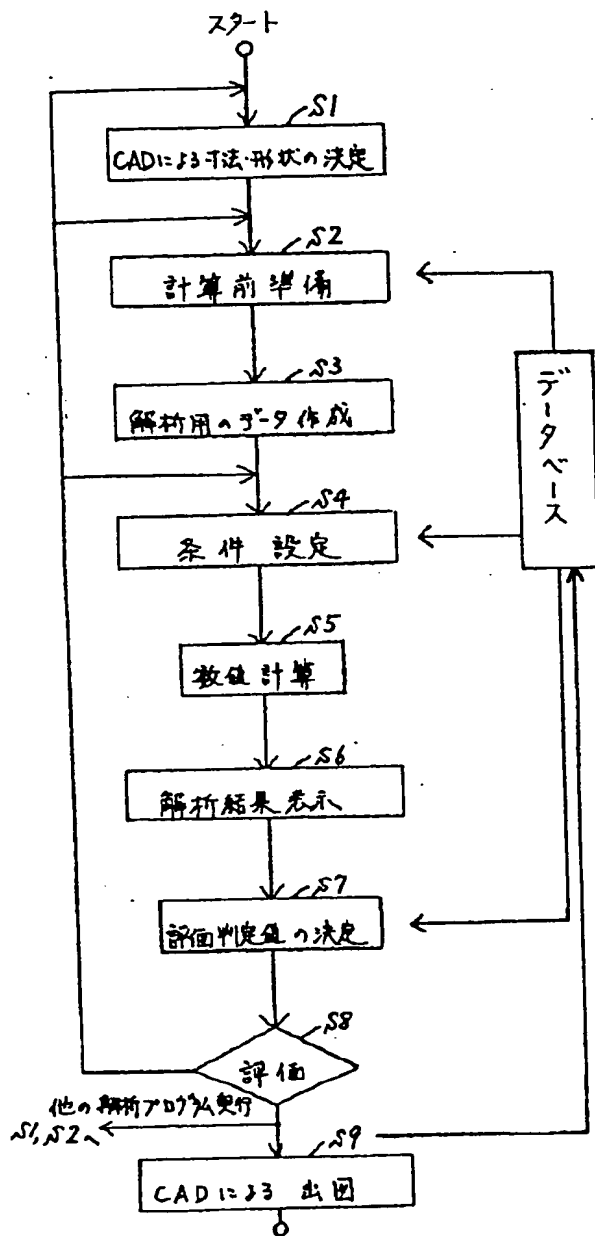 スタート
S1
CADによる寸法・形状の決定
S2
計算前準備
S3
解析用のデータ作成
S4
条件設定
データベース
S5
数値計算
S6
解析結果表示
S7
評価判定値の決定
S8
評価
他の解析プログラム実行
S1,S2へ
S9
CADによる出図